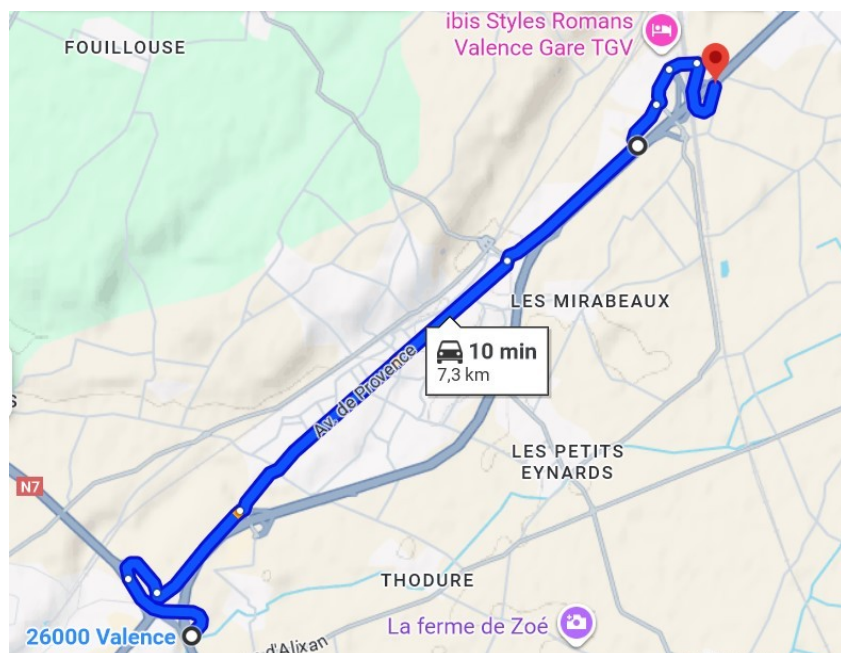 ibis Styles Romans
Valence Gare TGV
FOUILLOUSE
LES MIRABEAUX
10 min
7,3 km
Av. de Provence
S
LES PETITS
EYNARDS
N7
THODURE
26000 Valence
La ferme de Zoé
d'Alixan